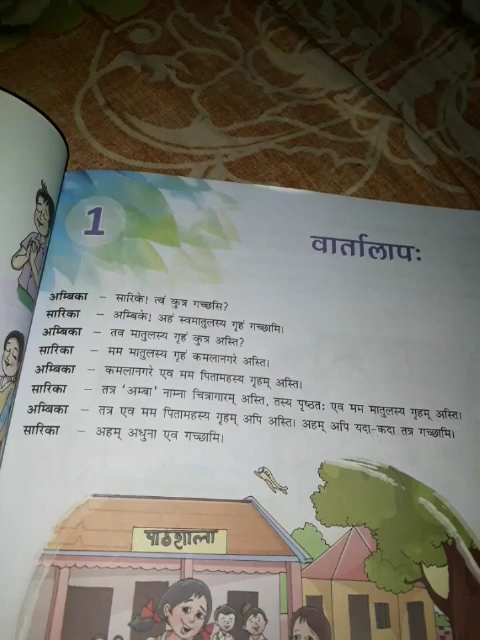 1
वार्तालापः
अम्बिका – सारिके! त्वं कुत्र गच्छसि?
सारिका – अम्बिके! अहं स्वमातुलस्य गृहं गच्छामि।
अम्बिका – तव मातुलस्य गृहं कुत्र अस्ति?
सारिका – मम मातुलस्य गृहं कमलानगरे अस्ति।
अम्बिका – कमलानगरे एव मम पितामहस्य गृहम् अस्ति।
सारिका – तत्र ‘अम्बा’ नाम्ना चित्रागारम् अस्ति, तस्य पृष्ठतः एव मम मातुलस्य गृहम् अस्ति।
अम्बिका – तत्र एव मम पितामहस्य गृहम् अपि अस्ति। अहम् अपि यदा-कदा तत्र गच्छामि।
सारिका – अहम् अधुना एव गच्छामि।
पाठशाला